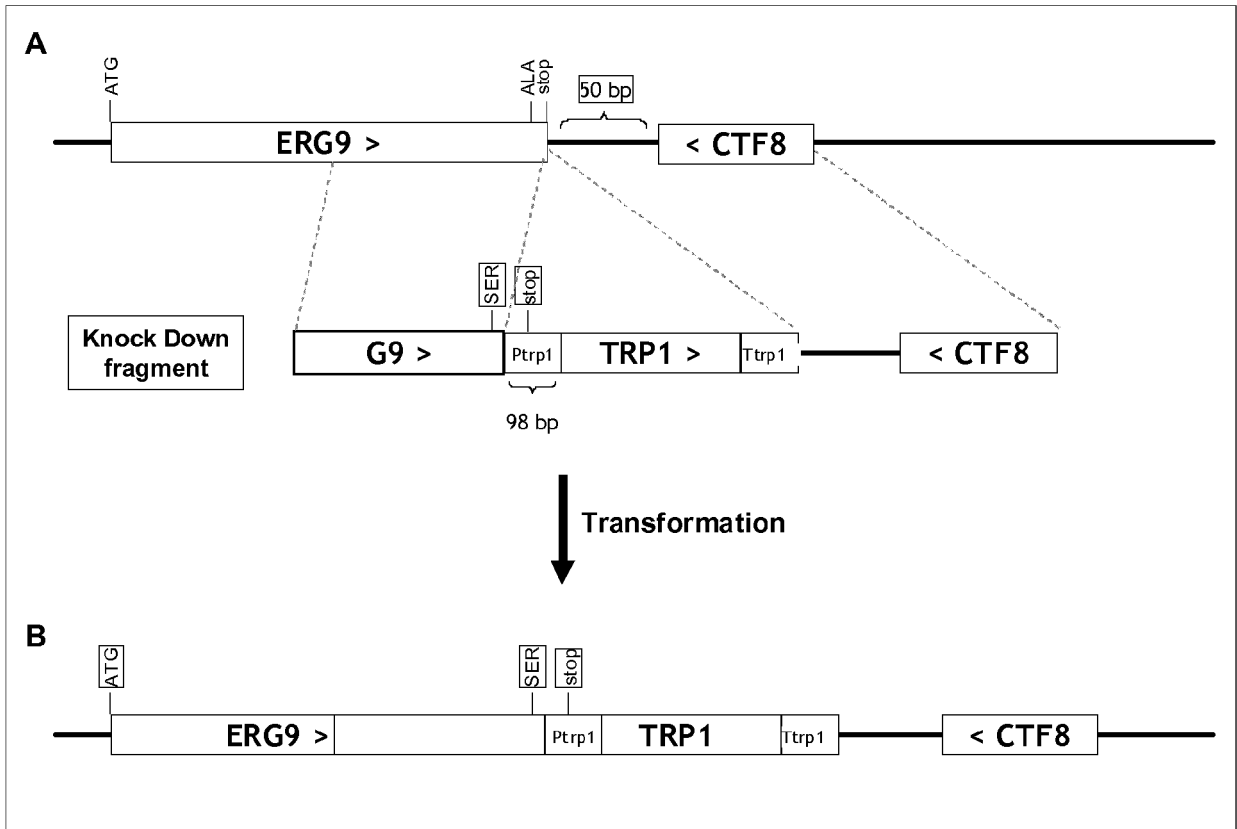 A
ATG
ALA
stop
50 bp
ERG9 >
< CTF8
SER
stop
Knock Down
fragment
G9 >
Ptrp1
TRP1 >
Ttrp1
< CTF8
98 bp
Transformation
B
ATG
SER
stop
ERG9 >
Ptrp1
TRP1
Ttrp1
< CTF8